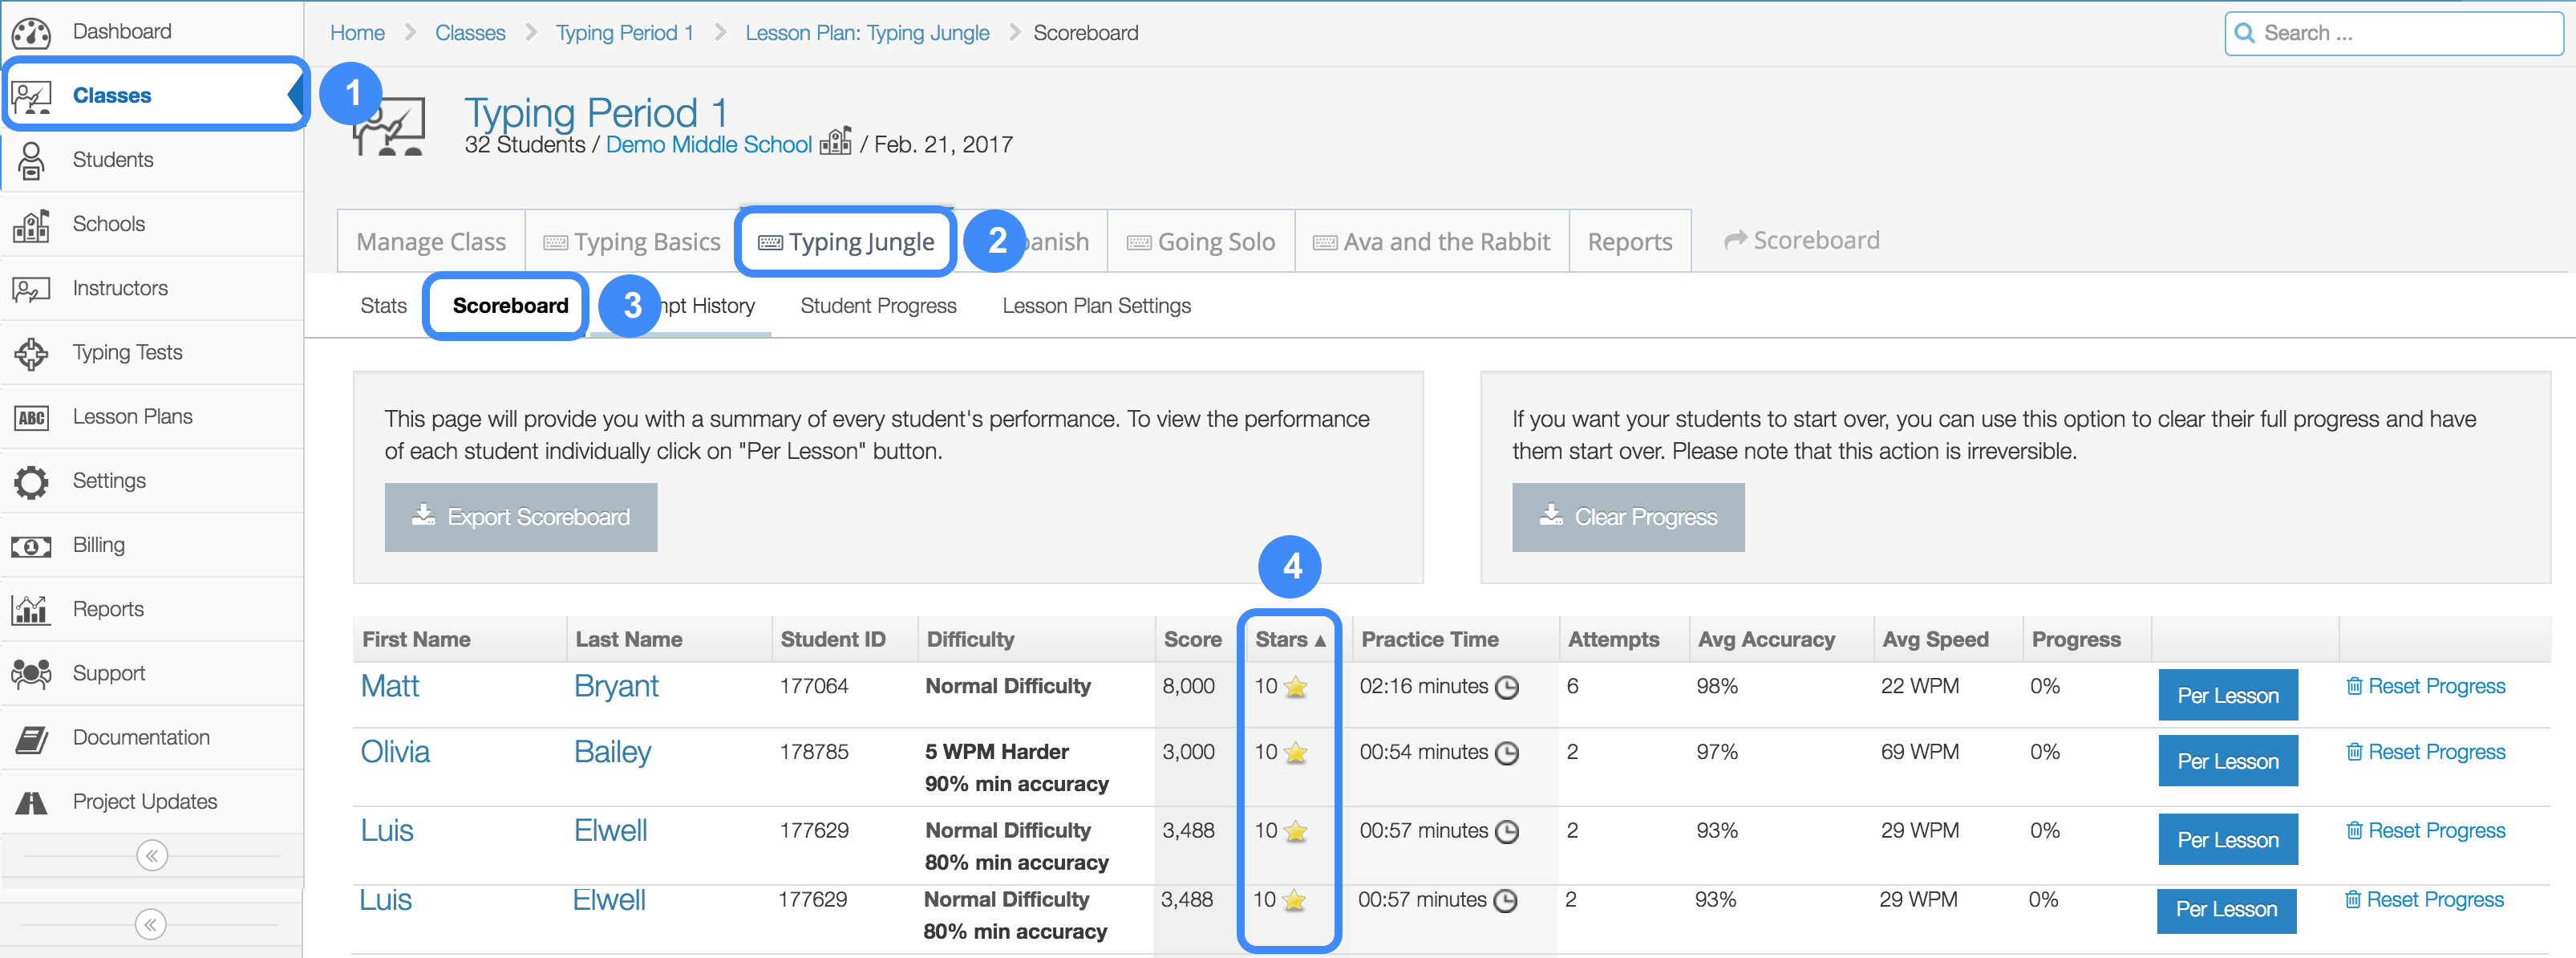 Dashboard
Classes
Students
Schools
Instructors
Typing Tests
ABC Lesson Plans
Settings
1 Billing
Reports
Support
Documentation
Project Updates
Home Classes Typing Period 1 Lesson Plan: Typing Jungle Scoreboard
Search ...
1
Typing Period 1
32 Students / Demo Middle School / Feb. 21, 2017
Manage Class Typing Basics Typing Jungle 2 panish Going Solo Ava and the Rabbit Reports Scoreboard
Stats Scoreboard 3 npt History Student Progress Lesson Plan Settings
This page will provide you with a summary of every student's performance. To view the performance
of each student individually click on "Per Lesson" button.
Export Scoreboard
If you want your students to start over, you can use this option to clear their full progress and have
them start over. Please note that this action is irreversible.
Clear Progress
4
First Name Last Name Student ID Difficulty Score Stars ▲ Practice Time Attempts Avg Accuracy Avg Speed Progress
Matt Bryant 177064 Normal Difficulty 8,000 10 02:16 minutes 6 98% 22 WPM 0% Per Lesson Reset Progress
Olivia Bailey 178785 5 WPM Harder 3,000 10 00:54 minutes 2 97% 69 WPM 0% Per Lesson Reset Progress
90% min accuracy
Luis Elwell 177629 Normal Difficulty 3,488 10 00:57 minutes 2 93% 29 WPM 0% Per Lesson Reset Progress
80% min accuracy
Luis Elwell 177629 Normal Difficulty 3,488 10 00:57 minutes 2 93% 29 WPM 0% Per Lesson Reset Progress
80% min accuracy